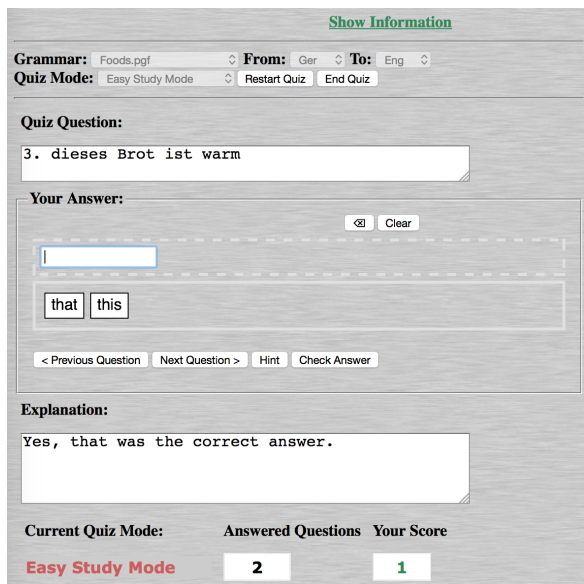 Show Information
Grammar: Foods.pgf From: Ger To: Eng
Quiz Mode: Easy Study Mode Restart Quiz End Quiz
Quiz Question:
3. dieses Brot ist warm
Your Answer:
Clear
that this
< Previous Question Next Question > Hint Check Answer
Explanation:
Yes, that was the correct answer.
Current Quiz Mode: Answered Questions Your Score
Easy Study Mode 2 1